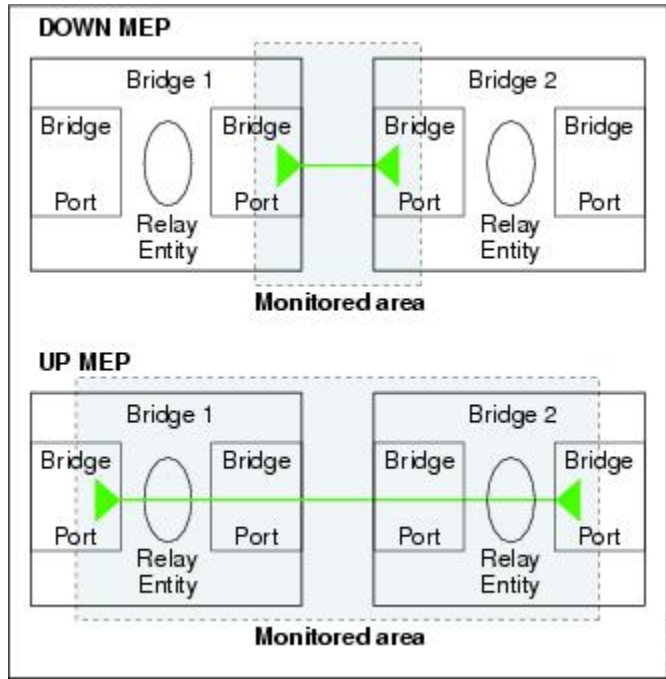 DOWN MEP
Bridge 1
Bridge 2
Bridge
Bridge
Bridge
Bridge
Port
Port
Port
Port
Relay
Entity
Relay
Entity
Monitored area
UP MEP
Bridge 1
Bridge 2
Bridge
Bridge
Bridge
Bridge
Port
Port
Port
Port
Relay
Entity
Relay
Entity
Monitored area